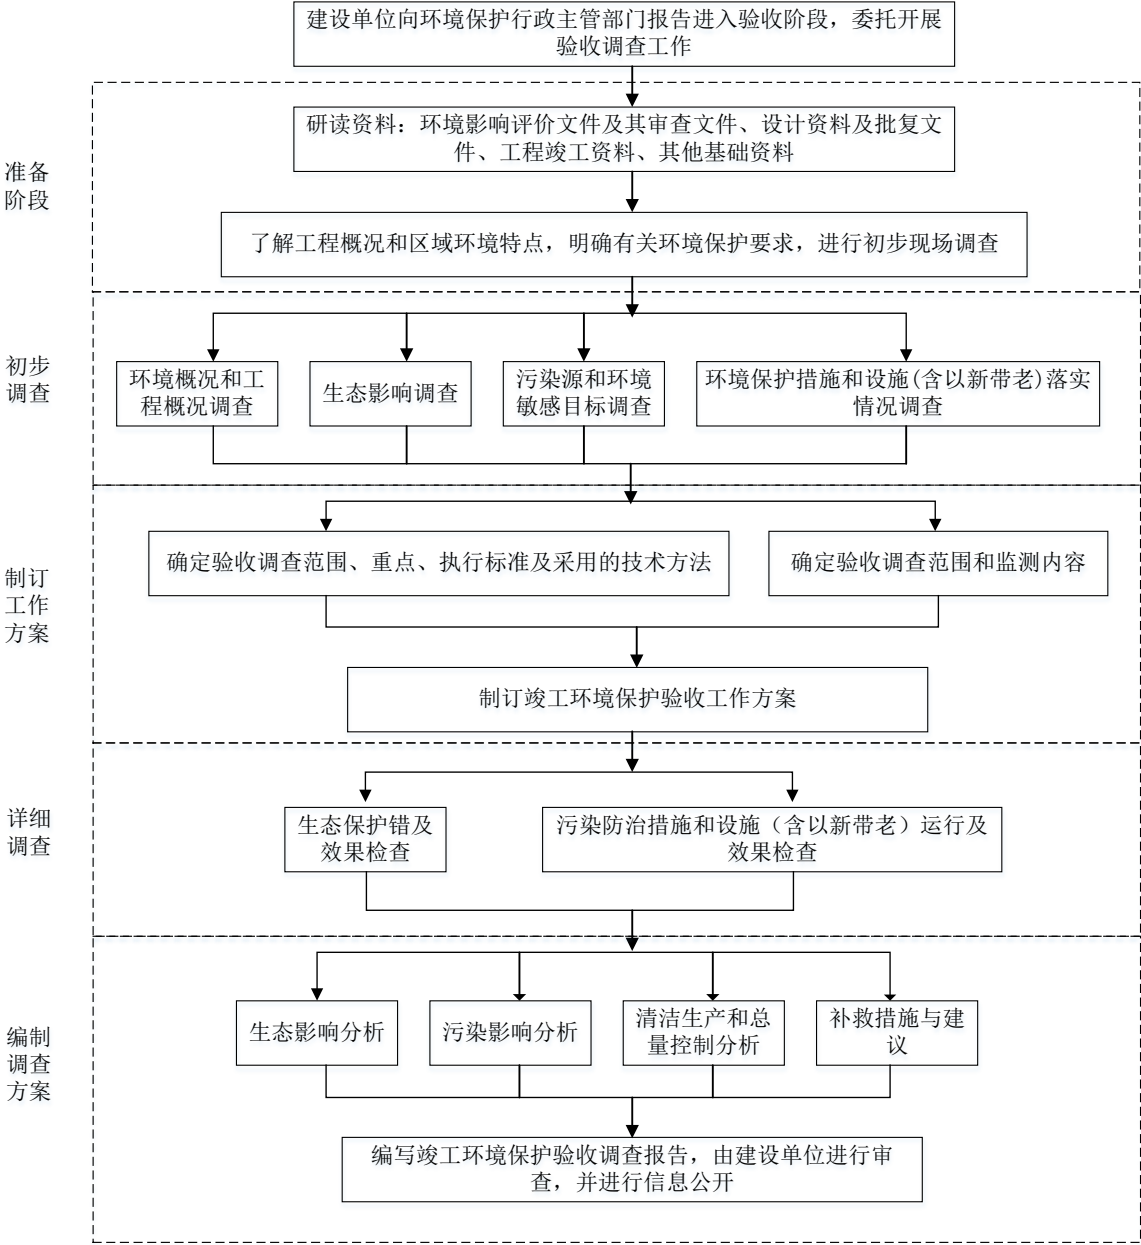 建设单位向环境保护行政主管部门报告进入验收阶段，委托开展
验收调查工作
准备
阶段
研读资料：环境影响评价文件及其审查文件、设计资料及批复文
件、工程竣工资料、其他基础资料
了解工程概况和区域环境特点，明确有关环境保护要求，进行初步现场调查
初步
调查
环境概况和工
程概况调查
生态影响调查
污染源和环境
敏感目标调查
环境保护措施和设施(含以新带老)落实
情况调查
制订
工作
方案
确定验收调查范围、重点、执行标准及采用的技术方法
确定验收调查范围和监测内容
制订竣工环境保护验收工作方案
详细
调查
生态保护错及
效果检查
污染防治措施和设施（含以新带老）运行及
效果检查
编制
调查
方案
生态影响分析
污染影响分析
清洁生产和总
量控制分析
补救措施与建
议
编写竣工环境保护验收调查报告，由建设单位进行审
查，并进行信息公开